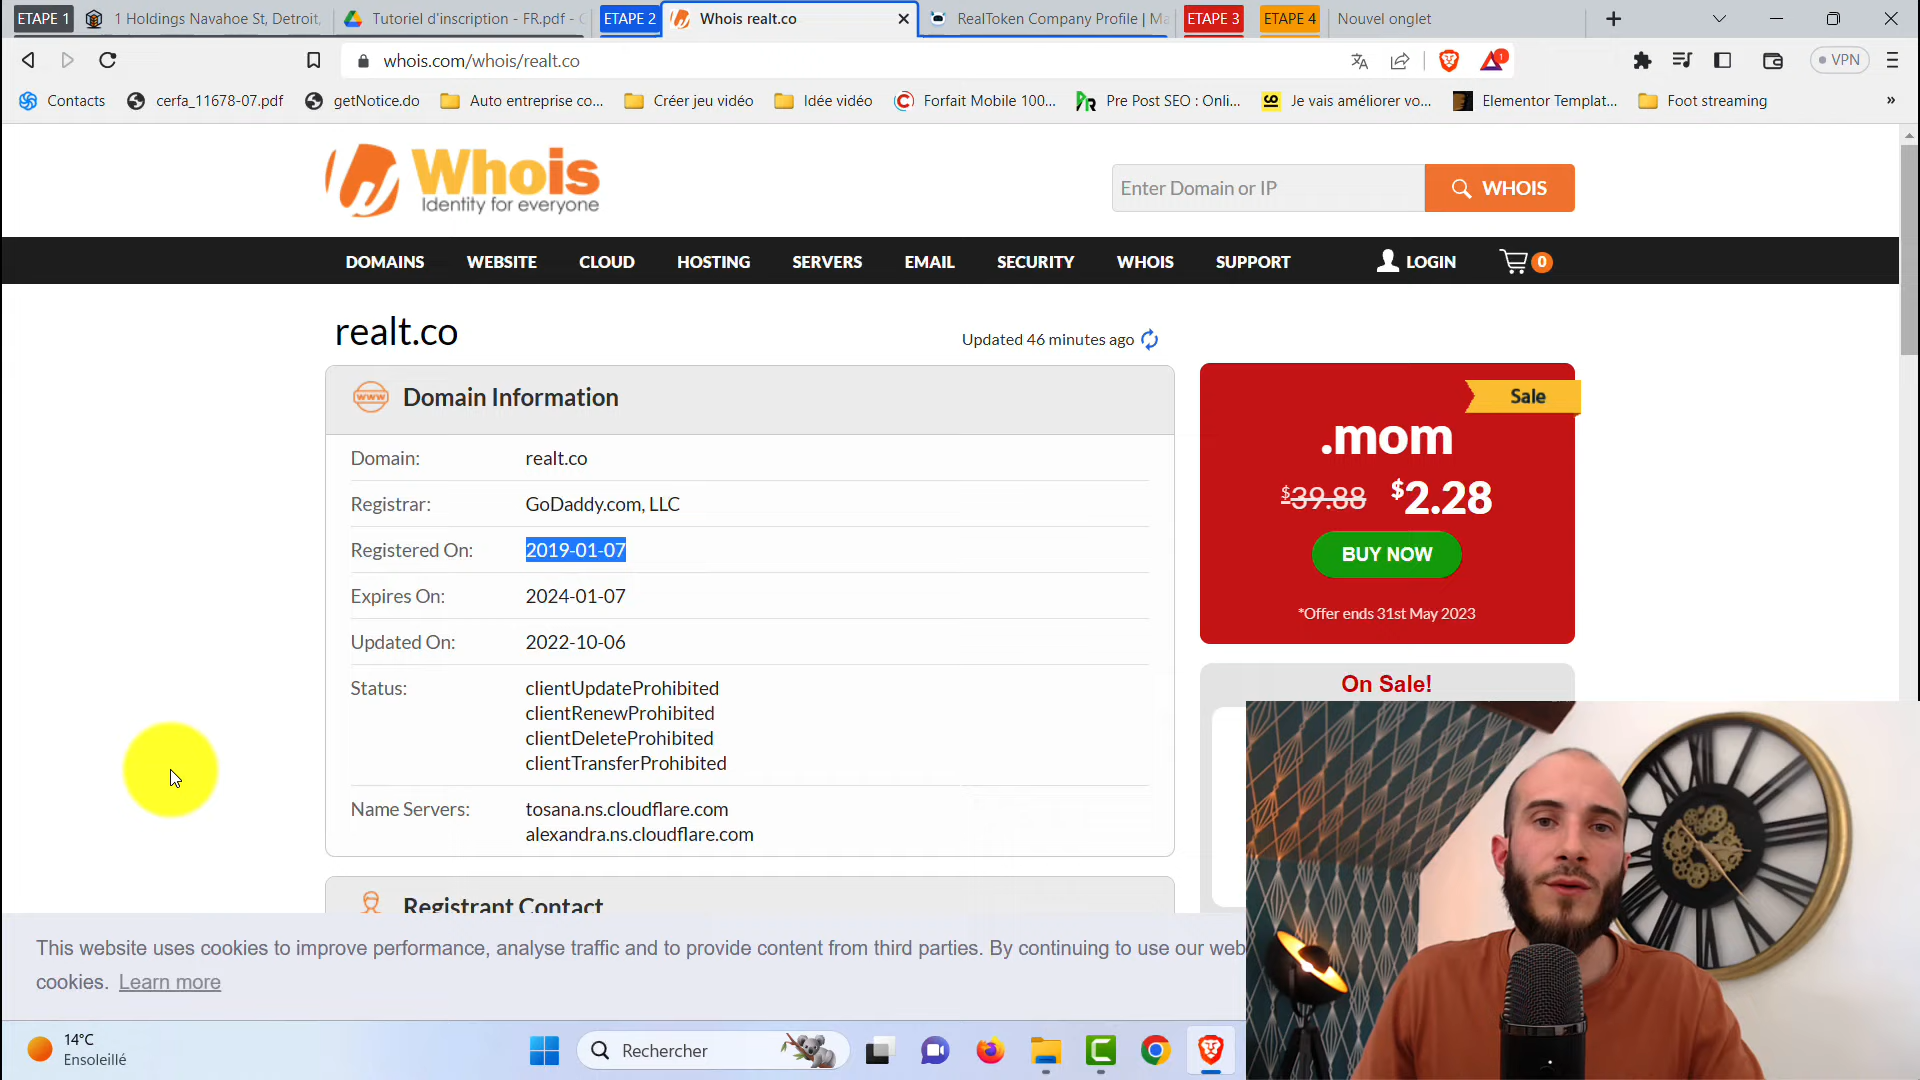 ETAPE 1
1 Holdings Navahoe St, Detroit,
Tutoriel d'inscription - FR.pdf -
ETAPE 2
Whois realt.co
RealToken Company Profile | Ma
ETAPE 3
ETAPE 4
Nouvel onglet
whois.com/whois/realt.co
1
VPN
Contacts
cerfa_11678-07.pdf
getNotice.do
Auto entreprise co...
Créer jeu vidéo
Idée vidéo
Forfait Mobile 100...
Pre Post SEO : Onli...
Je vais améliorer vo...
Elementor Templat...
Foot streaming
»
Whois
Identity for everyone
Enter Domain or IP
WHOIS
DOMAINS
WEBSITE
CLOUD
HOSTING
SERVERS
EMAIL
SECURITY
WHOIS
SUPPORT
LOGIN
0
realt.co
Updated 46 minutes ago
www
Domain Information
Domain: realt.co
Registrar: GoDaddy.com, LLC
Registered On: 2019-01-07
Expires On: 2024-01-07
Updated On: 2022-10-06
Status: clientUpdateProhibited
clientRenewProhibited
clientDeleteProhibited
clientTransferProhibited
Name Servers: tosana.ns.cloudflare.com
alexandra.ns.cloudflare.com
Registrant Contact
Sale
.mom
$39.88 $2.28
BUY NOW
*Offer ends 31st May 2023
On Sale!
This website uses cookies to improve performance, analyse traffic and to provide content from third parties. By continuing to use our web
cookies. Learn more
14°C
Ensoleillé
Rechercher